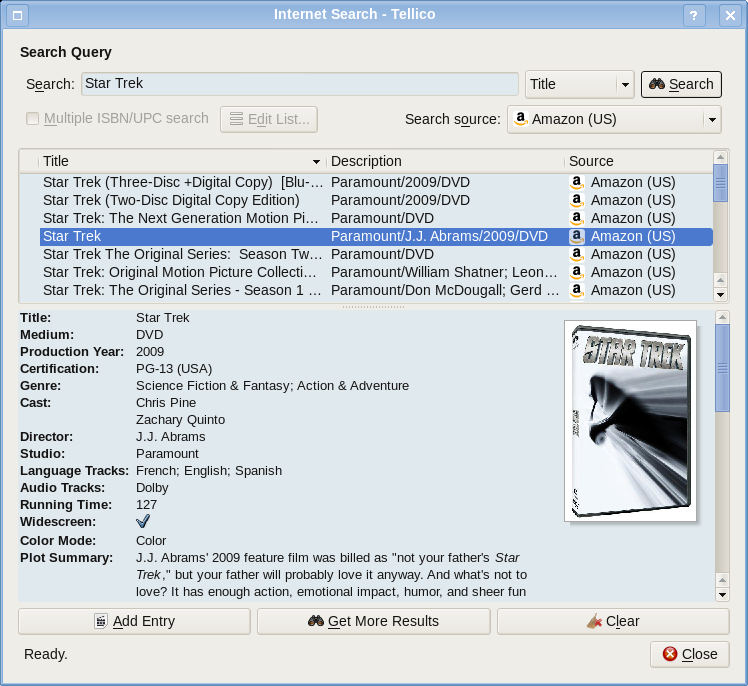 Internet Search - Tellico
?
Search Query
Search: Star Trek Title Search
Multiple ISBN/UPC search Edit List... Search source: Amazon (US)
Title Description Source
Star Trek (Three-Disc +Digital Copy)  [Blu-... Paramount/2009/DVD Amazon (US)
Star Trek (Two-Disc Digital Copy Edition) Paramount/2009/DVD Amazon (US)
Star Trek: The Next Generation Motion Pi... Paramount/DVD Amazon (US)
Star Trek Paramount/J.J. Abrams/2009/DVD Amazon (US)
Star Trek The Original Series:  Season Tw... Paramount/DVD Amazon (US)
Star Trek: Original Motion Picture Collecti... Paramount/William Shatner; Leon... Amazon (US)
Star Trek: The Original Series - Season 1 Paramount/Don McDougall; Gerd ... Amazon (US)
Title: Star Trek
Medium: DVD
Production Year: 2009
Certification: PG-13 (USA)
Genre: Science Fiction & Fantasy; Action & Adventure
Cast: Chris Pine
Zachary Quinto
Director: J.J. Abrams
Studio: Paramount
Language Tracks: French; English; Spanish
Audio Tracks: Dolby
Running Time: 127
Widescreen:
Color Mode: Color
Plot Summary: J.J. Abrams' 2009 feature film was billed as "not your father's Star
Trek," but your father will probably love it anyway. And what's not to
love? It has enough action, emotional impact, humor, and sheer fun
STAR TREK
Add Entry Get More Results Clear
Ready. Close